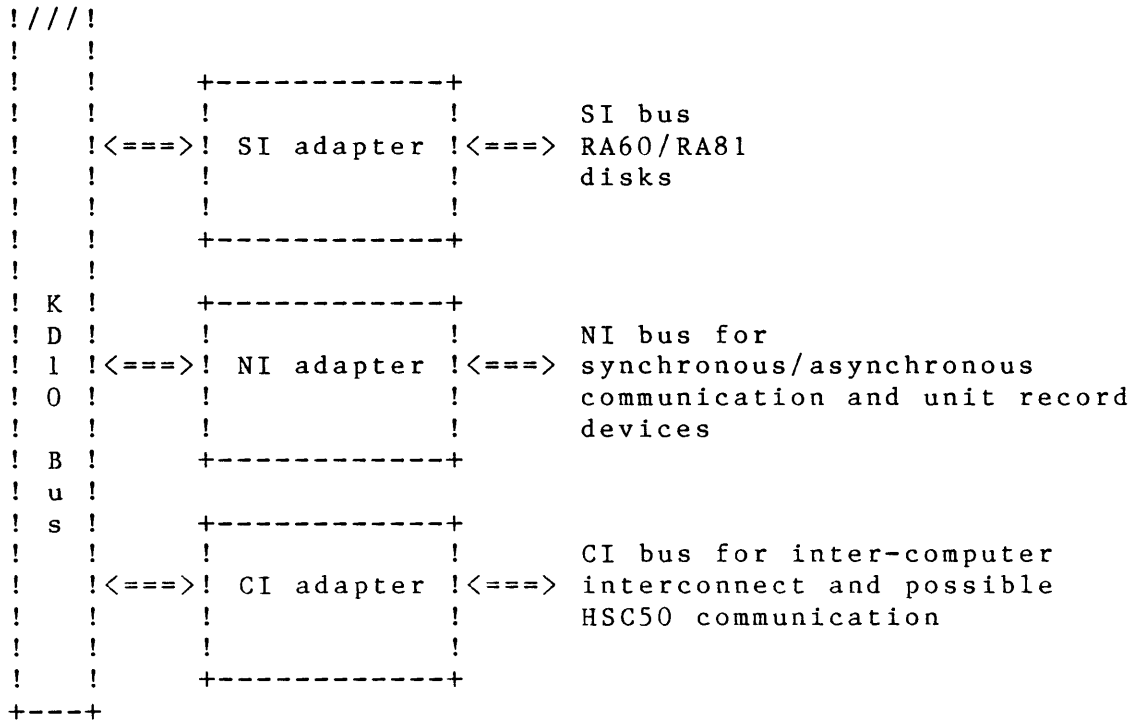 !///!
!   !
!   !      +-------------+
!   !      !             !       SI bus
!   !<===>! SI adapter !<===> RA60/RA81
!   !      !             !       disks
!   !      !             !
!   !      +-------------+
!   !
! K !      +-------------+
! D !      !             !       NI bus for
! 1 !<===>! NI adapter !<===> synchronous/asynchronous
! 0 !      !             !       communication and unit record
!   !      !             !       devices
! B !      +-------------+
! u !
! s !      +-------------+
!   !      !             !       CI bus for inter-computer
!   !<===>! CI adapter !<===> interconnect and possible
!   !      !             !       HSC50 communication
!   !      !             !
!   !      +-------------+
+---+